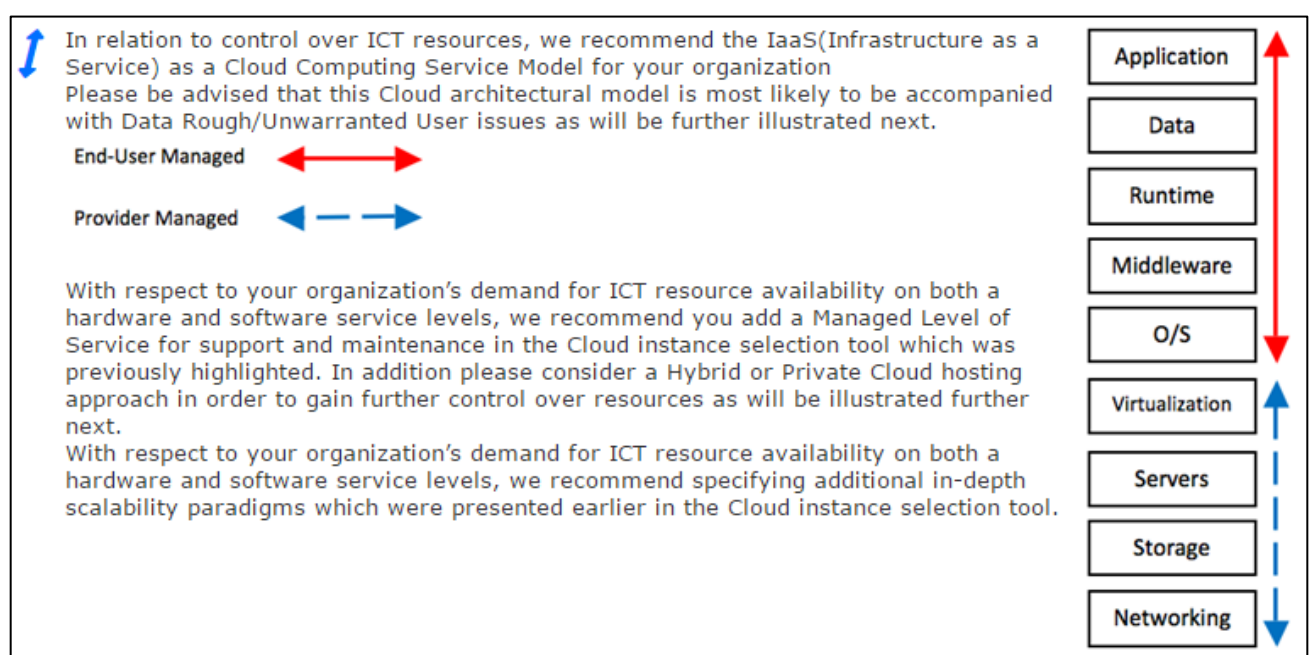 In relation to control over ICT resources, we recommend the IaaS(Infrastructure as a
Service) as a Cloud Computing Service Model for your organization
Please be advised that this Cloud architectural model is most likely to be accompanied
with Data Rough/Unwarranted User issues as will be further illustrated next.
End-User Managed
Provider Managed
With respect to your organization’s demand for ICT resource availability on both a
hardware and software service levels, we recommend you add a Managed Level of
Service for support and maintenance in the Cloud instance selection tool which was
previously highlighted. In addition please consider a Hybrid or Private Cloud hosting
approach in order to gain further control over resources as will be illustrated further
next.
With respect to your organization’s demand for ICT resource availability on both a
hardware and software service levels, we recommend specifying additional in-depth
scalability paradigms which were presented earlier in the Cloud instance selection tool.
Application
Data
Runtime
Middleware
O/S
Virtualization
Servers
Storage
Networking